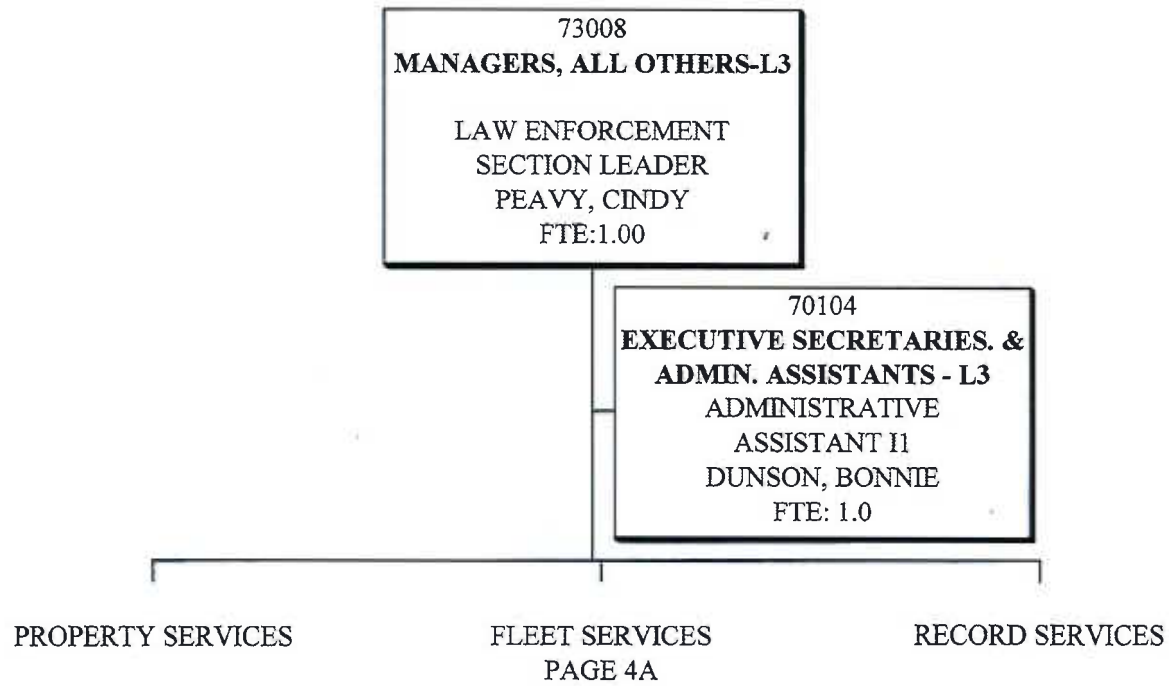 73008
MANAGERS, ALL OTHERS-L3
LAW ENFORCEMENT
SECTION LEADER
PEAVY, CINDY
FTE:1.00
70104
EXECUTIVE SECRETARIES. &
ADMIN. ASSISTANTS - L3
ADMINISTRATIVE
ASSISTANT I1
DUNSON, BONNIE
FTE: 1.0
PROPERTY SERVICES
FLEET SERVICES
PAGE 4A
RECORD SERVICES